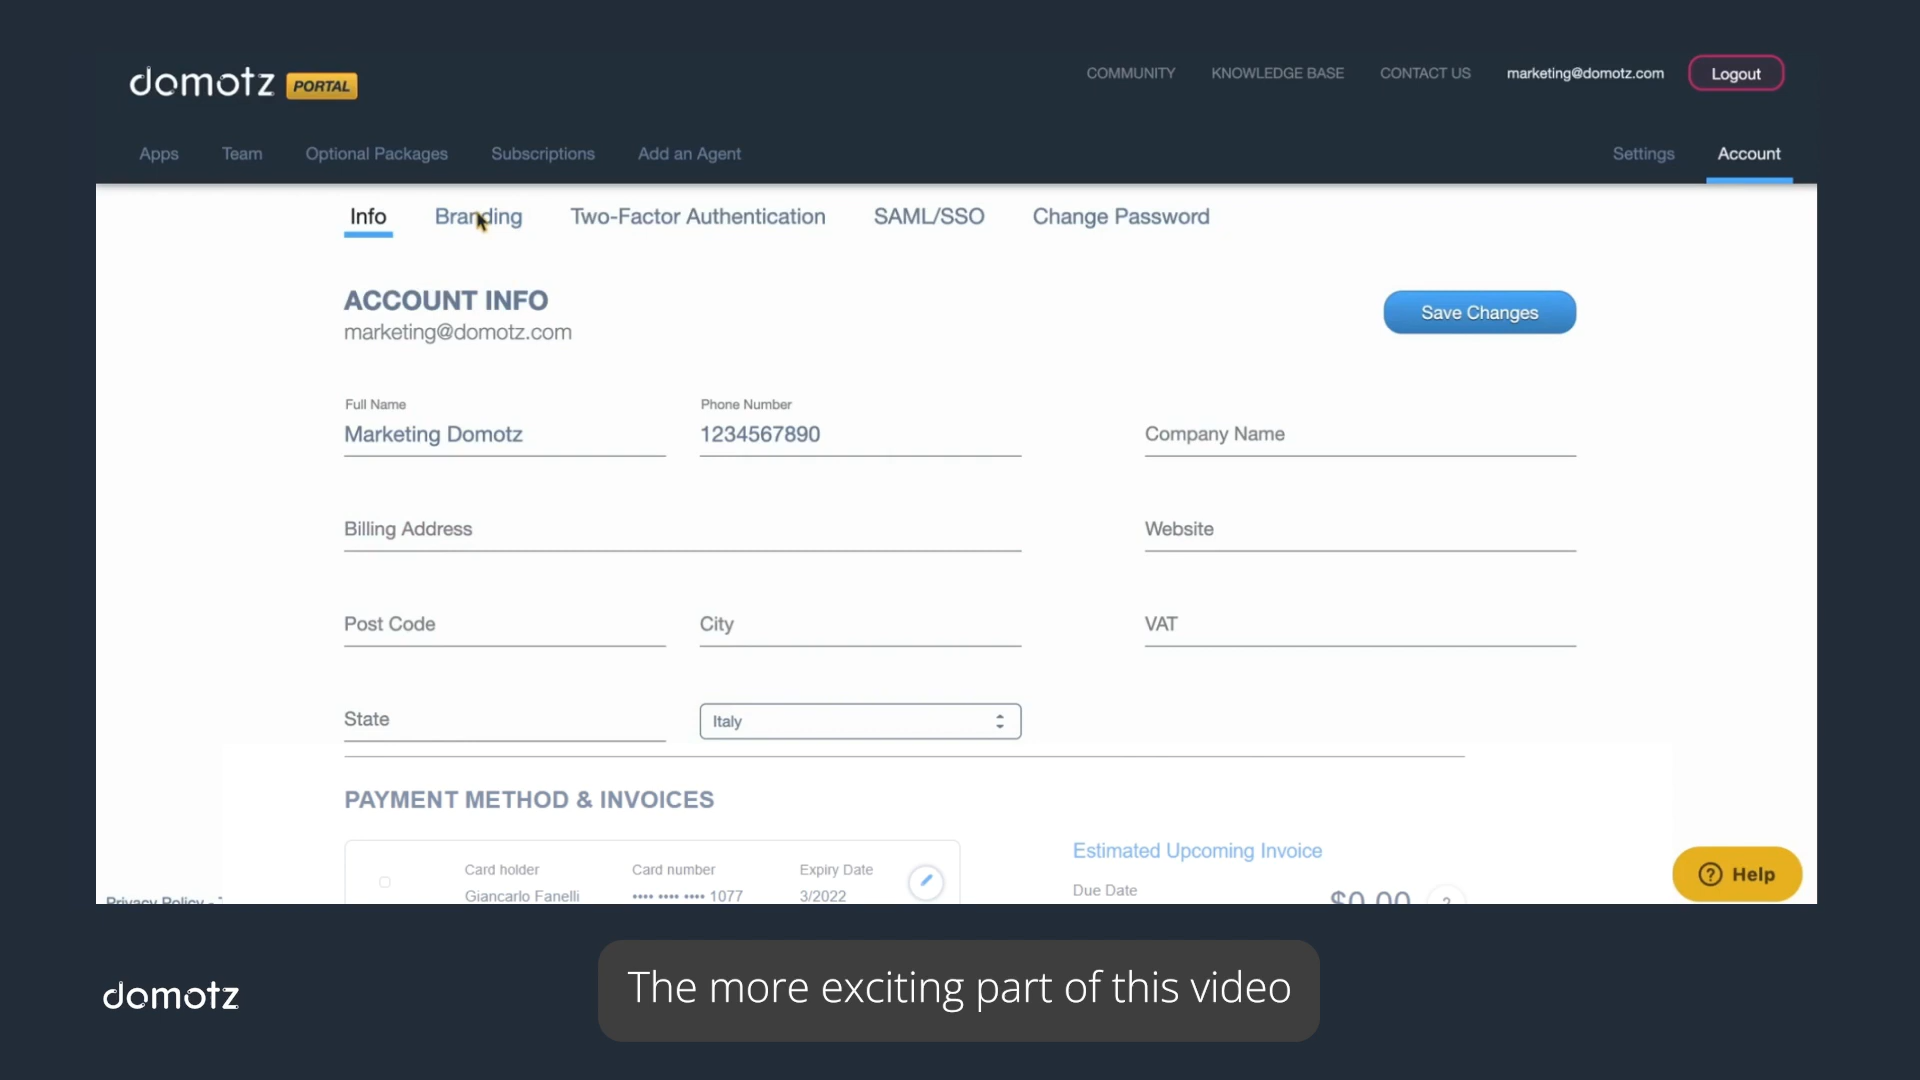 domotz PORTAL
COMMUNITY KNOWLEDGE BASE CONTACT US marketing@domotz.com Logout
Apps Team Optional Packages Subscriptions Add an Agent Settings Account
Info Branding Two-Factor Authentication SAML/SSO Change Password
ACCOUNT INFO
marketing@domotz.com
Save Changes
Full Name Phone Number
Marketing Domotz 1234567890 Company Name
Billing Address Website
Post Code City VAT
State Italy
PAYMENT METHOD & INVOICES
Estimated Upcoming Invoice
Card holder Card number Expiry Date
Due Date
Giancarlo Fanelli •••• •••• •••• 1077 3/2022
$0.00 ?
Help
Privacy Policy -
The more exciting part of this video
domotz